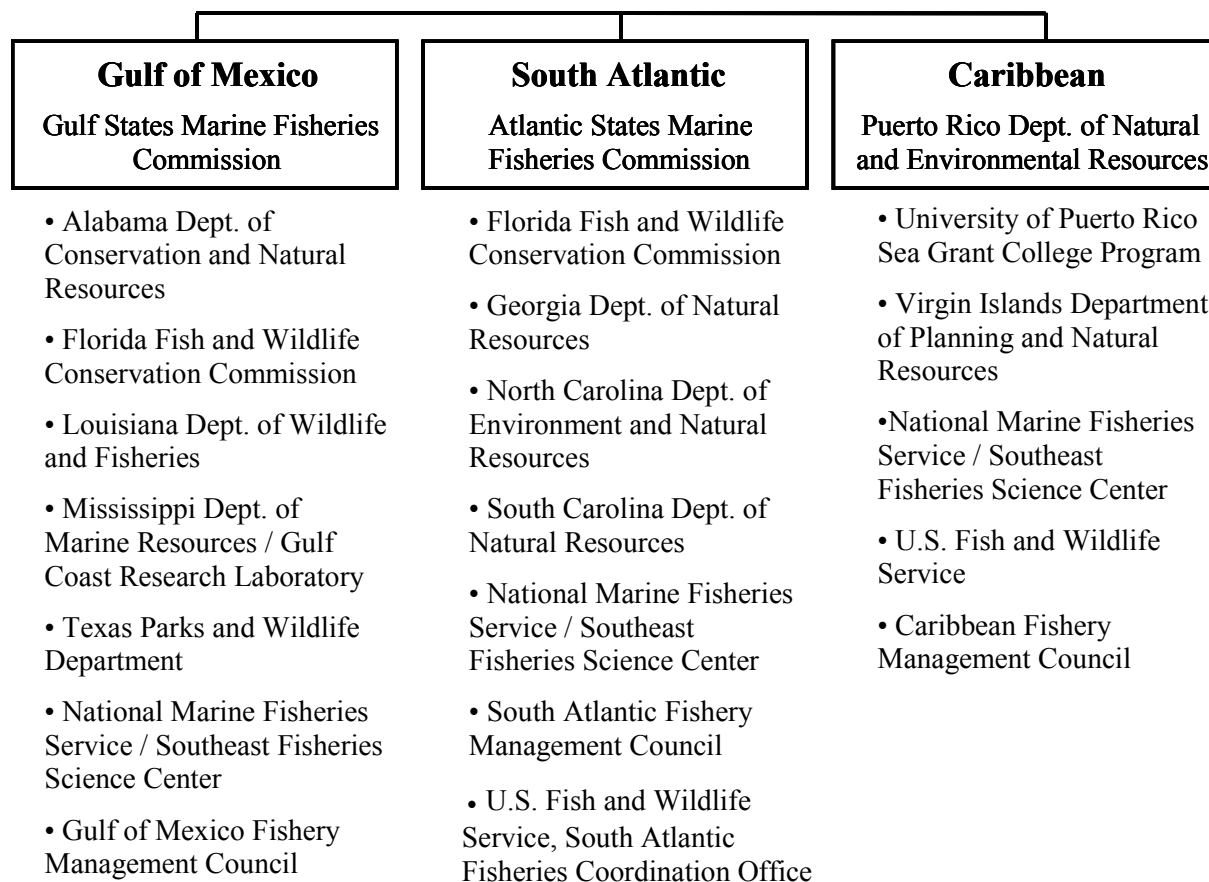 Gulf of Mexico
Gulf States Marine Fisheries
Commission
• Alabama Dept. of
Conservation and Natural
Resources
• Florida Fish and Wildlife
Conservation Commission
• Louisiana Dept. of Wildlife
and Fisheries
• Mississippi Dept. of
Marine Resources / Gulf
Coast Research Laboratory
• Texas Parks and Wildlife
Department
• National Marine Fisheries
Service / Southeast Fisheries
Science Center
• Gulf of Mexico Fishery
Management Council
South Atlantic
Atlantic States Marine
Fisheries Commission
• Florida Fish and Wildlife
Conservation Commission
• Georgia Dept. of Natural
Resources
• North Carolina Dept. of
Environment and Natural
Resources
• South Carolina Dept. of
Natural Resources
• National Marine Fisheries
Service / Southeast
Fisheries Science Center
• South Atlantic Fishery
Management Council
• U.S. Fish and Wildlife
Service, South Atlantic
Fisheries Coordination Office
Caribbean
Puerto Rico Dept. of Natural
and Environmental Resources
• University of Puerto Rico
Sea Grant College Program
• Virgin Islands Department
of Planning and Natural
Resources
•National Marine Fisheries
Service / Southeast
Fisheries Science Center
• U.S. Fish and Wildlife
Service
• Caribbean Fishery
Management Council